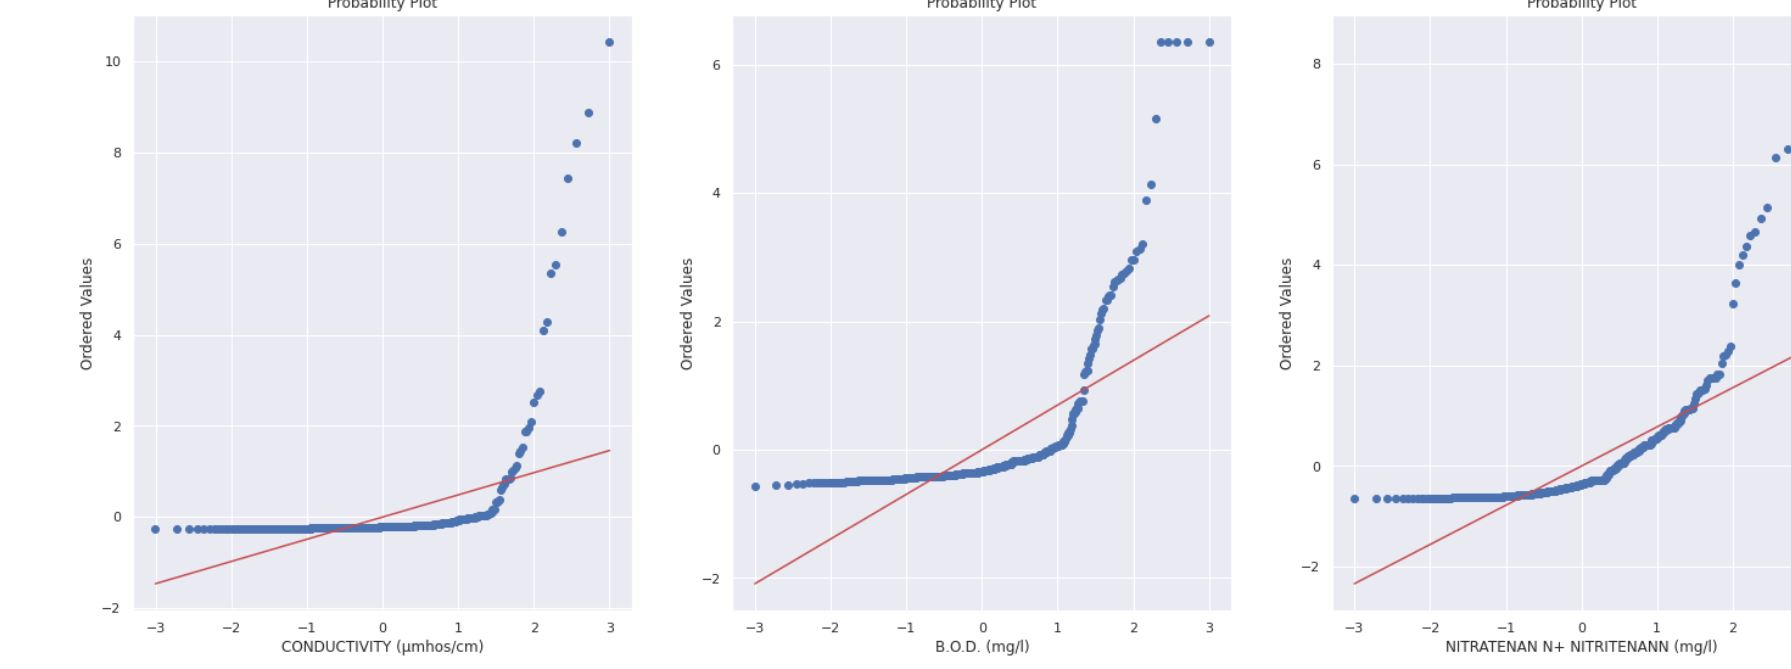 Probability Plot
Ordered Values
10
8
6
4
2
0
−2
−3 −2 −1 0 1 2 3
CONDUCTIVITY (µmhos/cm)
Probability Plot
Ordered Values
6
4
2
0
−2
−3 −2 −1 0 1 2 3
B.O.D. (mg/l)
Probability Plot
Ordered Values
8
6
4
2
0
−2
−3 −2 −1 0 1 2
NITRATENAN N+ NITRITENANN (mg/l)